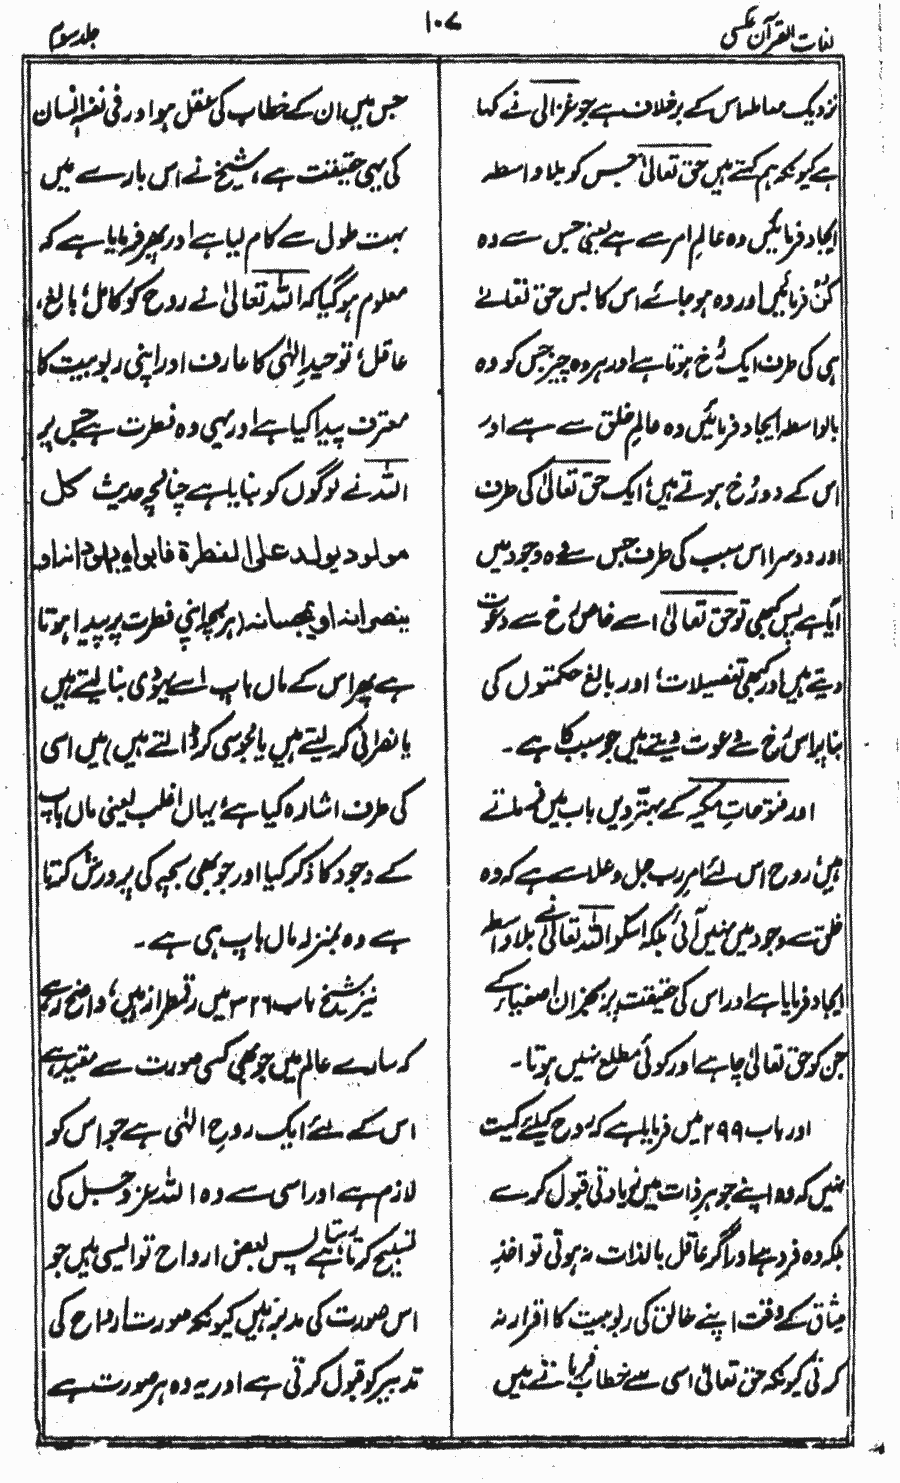 لغات القرآن عکسی
۱۰۷
جلد سوم
نزدیک معاملہ اس کے برخلاف ہے جو غزالی نے کہا
ہے کیونکہ ہم کہتے ہیں حق تعالیٰ جس کو بلا واسطہ
ایجاد فرمائیں وہ عالمِ امر سے ہے یعنی جس سے وہ
کُن فرمائیں اور وہ ہو جائے اس کا بس حق تعالےٰ
ہی کی طرف ایک رُخ ہوتا ہے اور ہر وہ چیز جس کو وہ
بالواسطہ ایجاد فرمائیں وہ عالمِ خلق سے ہے اور
اس کے دو رُخ ہوتے ہیں؛ ایک حق تعالیٰ کی طرف
اور دوسرا اس سبب کی طرف جس سے وہ وجود میں
آیا ہے بس کبھی تو حق تعالیٰ اسے خاص رُخ سے دعوت
دیتے ہیں اور کبھی تفصیلات، اور بالغ حکمتوں کی
بنا پر اس رُخ سے دعوت دیتے ہیں جو سبب کا ہے ۔
اور فتوحاتِ مکیہ کے بہترویں باب میں فرماتے
ہیں، روح اس لئے امرِ رب جل و علا سے ہے کہ وہ
خلق سے وجود میں نہیں آئی بلکہ اسکو اللہ تعالیٰ نے بلا واسطہ
ایجاد فرمایا ہے اور اس کی حقیقت پر بجز ان اصفیاء کے
جن کو حق تعالیٰ چاہے اور کوئی مطلع نہیں ہوتا ۔
اور باب ۲۹۹ میں فرمایا ہے کہ روح کیلئے کمیت
نہیں کہ وہ اپنے جوہرِ ذات میں زیادتی قبول کرے
بلکہ وہ فرد ہے اور اگر عاقل بالذات نہ ہوتی تو اخذِ
میثاق کے وقت اپنے خالق کی ربوبیت کا اقرار نہ
کرتی کیونکہ حق تعالیٰ اسی سے خطاب فرماتے ہیں
جس میں ان کے خطاب کی عقل ہو اور فی نفسہٖ انسان
کی یہی حقیقت ہے، شیخ نے اس بارے میں
بہت طول سے کام لیا ہے اور پھر فرمایا ہے کہ
معلوم ہو گیا کہ اللہ تعالیٰ نے روح کو کامل، بالغ،
عاقل، توحیدِ الٰہی کا عارف اور اپنی ربوبیت کا
معترف پیدا کیا ہے اور یہی وہ فطرت ہے جس پر
اللہ نے لوگوں کو بنایا ہے چنانچہ حدیث کل
مولود یولد علی الفطرۃ فابواہ یہودانہ او
ینصرانہ او یمجسانہ (ہر بچہ اپنی فطرت پر پیدا ہوتا
ہے پھر اس کے ماں باپ اسے یہودی بنا لیتے ہیں
یا نصرانی کر لیتے ہیں یا مجوسی کر ڈالتے ہیں) میں اسی
کی طرف اشارہ کیا ہے، یہاں اغلب یعنی ماں باپ
کے وجود کا ذکر کیا اور جو بھی بچے کی پرورش کرتا
ہے وہ بمنزلہ ماں باپ ہی ہے ۔
نیز شیخ باب ۳۲۶ میں رقمطراز ہیں، واضح رہے
کہ سارے عالم میں جو بھی کسی صورت سے مقید ہے
اس کے لئے ایک روحِ الٰہی ہے جو اس کو
لازم ہے اور اسی سے وہ اللہ عز و جل کی
تسبیح کرتا رہتا ہے پس بعض ارواح تو ایسی ہیں جو
اس صورت کی مدبر ہیں کیونکہ صورت ارواح کی
تدبیر کو قبول کرتی ہے اور یہ وہ ہر صورت ہے